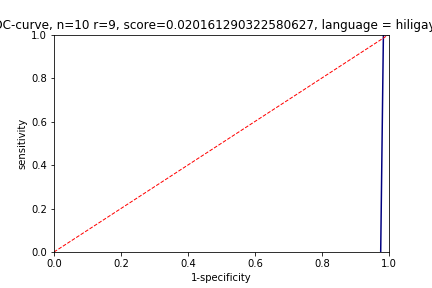 OC-curve, n=10 r=9, score=0.020161290322580627, language = hiligay
1.0
0.8
0.6
0.4
0.2
0.0
sensitivity
0.0 0.2 0.4 0.6 0.8 1.0
1-specificity